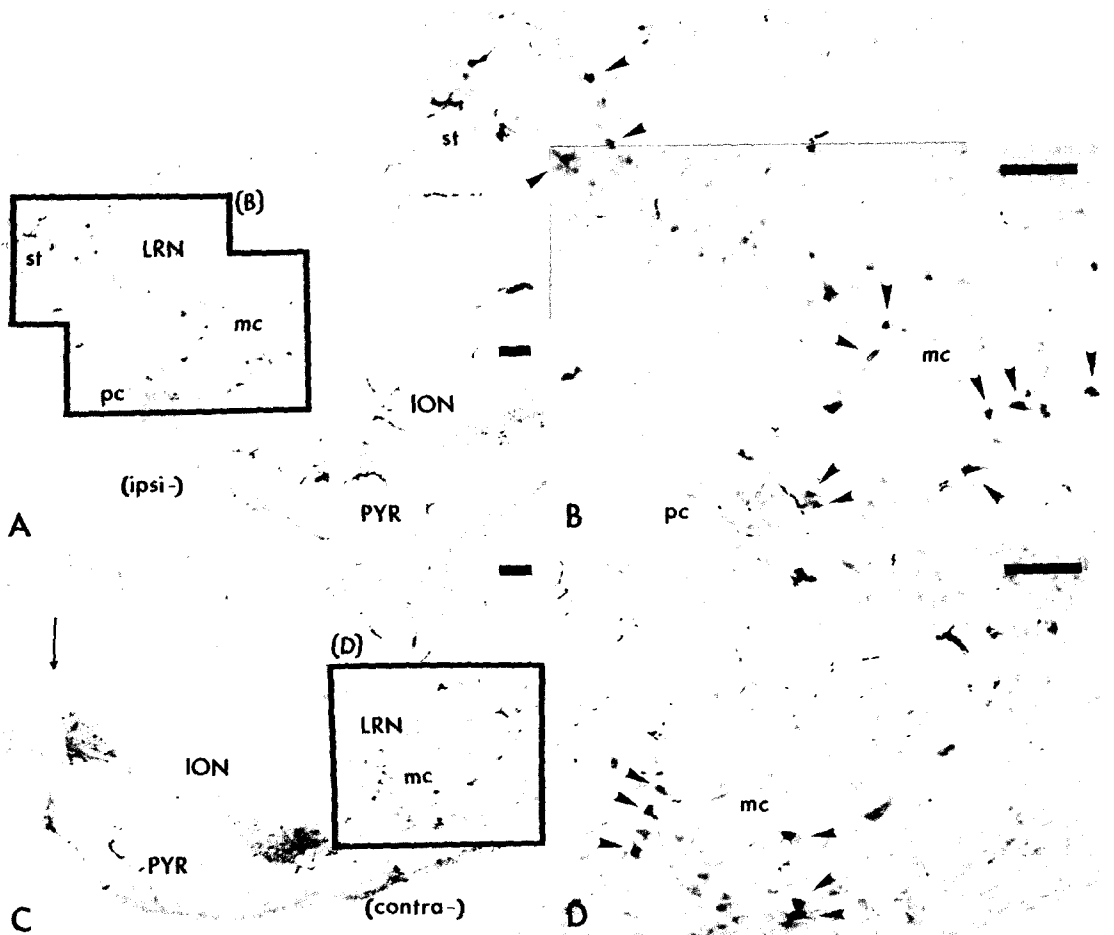 st
(B)
st
LRN
mc
pc
ION
(ipsi-)
PYR
A
mc
pc
B
(D)
LRN
ION
mc
PYR
(contra-)
C
mc
D